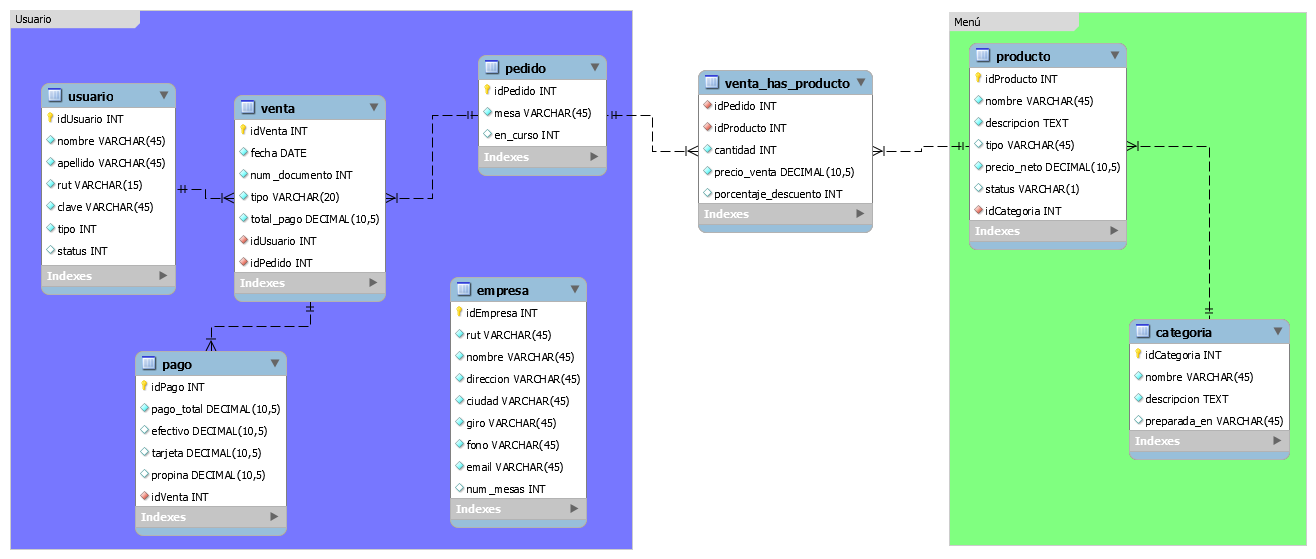 Usuario
usuario
idUsuario INT
nombre VARCHAR(45)
apellido VARCHAR(45)
rut VARCHAR(15)
clave VARCHAR(45)
tipo INT
status INT
Indexes
venta
idVenta INT
fecha DATE
num_documento INT
tipo VARCHAR(20)
total_pago DECIMAL(10,5)
idUsuario INT
idPedido INT
Indexes
pedido
idPedido INT
mesa VARCHAR(45)
en_curso INT
Indexes
pago
idPago INT
pago_total DECIMAL(10,5)
efectivo DECIMAL(10,5)
tarjeta DECIMAL(10,5)
propina DECIMAL(10,5)
idVenta INT
Indexes
empresa
idEmpresa INT
rut VARCHAR(45)
nombre VARCHAR(45)
direccion VARCHAR(45)
ciudad VARCHAR(45)
giro VARCHAR(45)
fono VARCHAR(45)
email VARCHAR(45)
num_mesas INT
Indexes
venta_has_producto
idPedido INT
idProducto INT
cantidad INT
precio_venta DECIMAL(10,5)
porcentaje_descuento INT
Indexes
Menú
producto
idProducto INT
nombre VARCHAR(45)
descripcion TEXT
tipo VARCHAR(45)
precio_neto DECIMAL(10,5)
status VARCHAR(1)
idCategoria INT
Indexes
categoria
idCategoria INT
nombre VARCHAR(45)
descripcion TEXT
preparada_en VARCHAR(45)
Indexes